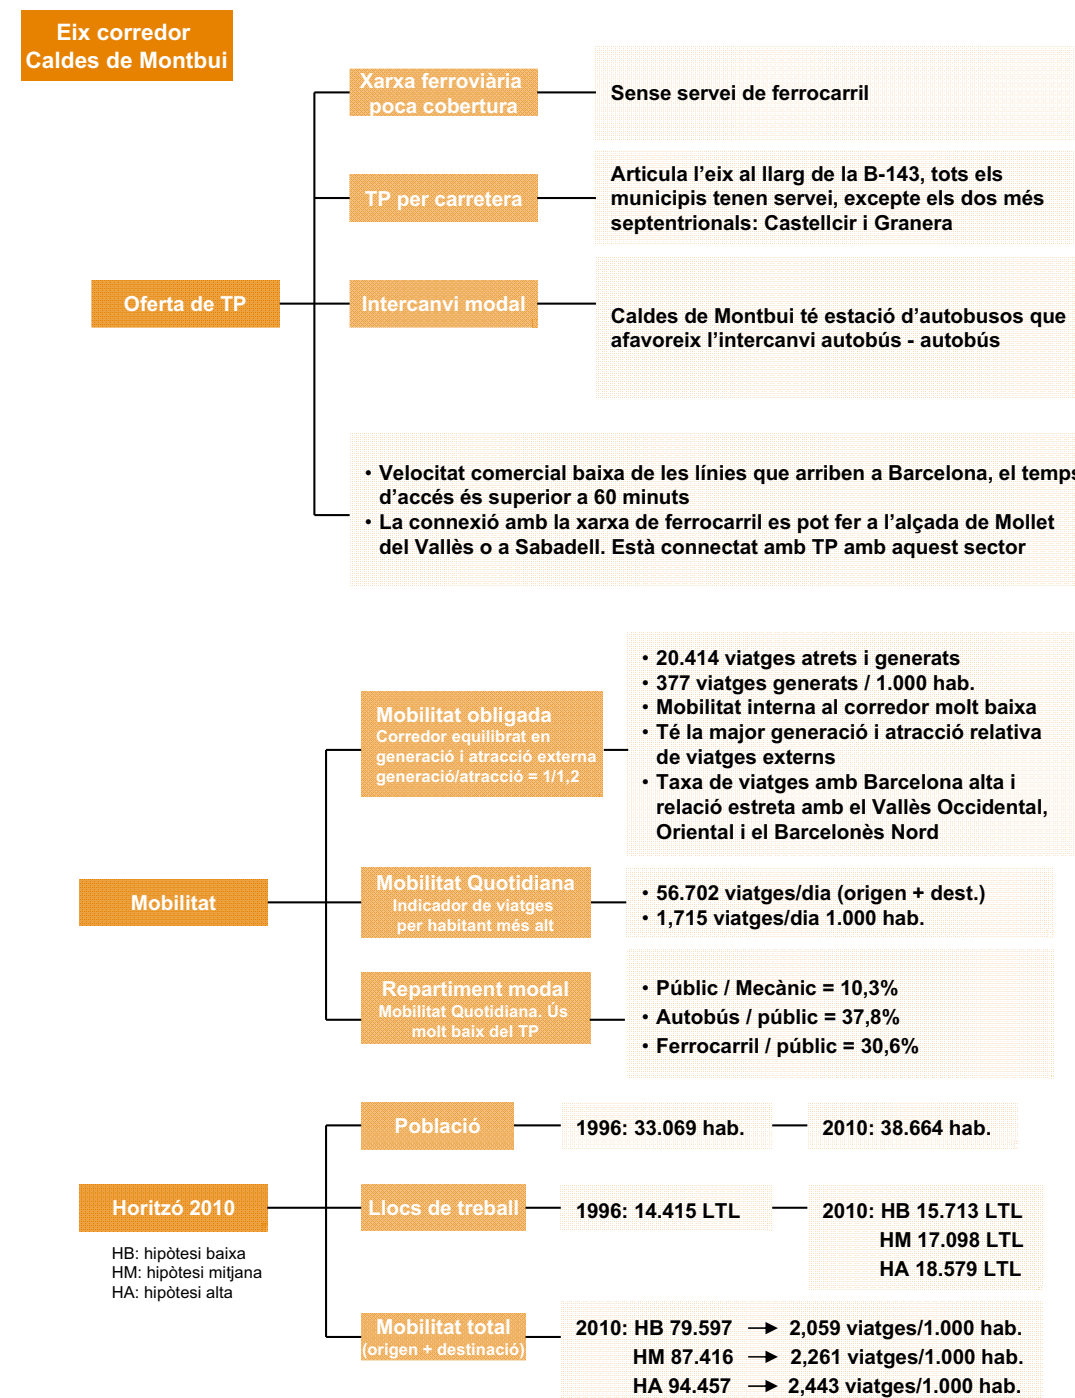 Eix corredor
Caldes de Montbui
Xarxa ferroviària
poca cobertura
Sense servei de ferrocarril
TP per carretera
Articula l’eix al llarg de la B-143, tots els
municipis tenen servei, excepte els dos més
septentrionals: Castellcir i Granera
Oferta de TP
Intercanvi modal
Caldes de Montbui té estació d’autobusos que
afavoreix l’intercanvi autobús - autobús
• Velocitat comercial baixa de les línies que arriben a Barcelona, el temps
d’accés és superior a 60 minuts
• La connexió amb la xarxa de ferrocarril es pot fer a l’alçada de Mollet
del Vallès o a Sabadell. Està connectat amb TP amb aquest sector
Mobilitat
Mobilitat obligada
Corredor equilibrat en
generació i atracció externa
generació/atracció = 1/1,2
• 20.414 viatges atrets i generats
• 377 viatges generats / 1.000 hab.
• Mobilitat interna al corredor molt baixa
• Té la major generació i atracció relativa
de viatges externs
• Taxa de viatges amb Barcelona alta i
relació estreta amb el Vallès Occidental,
Oriental i el Barcelonès Nord
Mobilitat Quotidiana
Indicador de viatges
per habitant més alt
• 56.702 viatges/dia (origen + dest.)
• 1,715 viatges/dia 1.000 hab.
Repartiment modal
Mobilitat Quotidiana. Ús
molt baix del TP
• Públic / Mecànic = 10,3%
• Autobús / públic = 37,8%
• Ferrocarril / públic = 30,6%
Horitzó 2010
HB: hipòtesi baixa
HM: hipòtesi mitjana
HA: hipòtesi alta
Població
1996: 33.069 hab.
2010: 38.664 hab.
Llocs de treball
1996: 14.415 LTL
2010: HB 15.713 LTL
HM 17.098 LTL
HA 18.579 LTL
Mobilitat total
(origen + destinació)
2010: HB 79.597 → 2,059 viatges/1.000 hab.
HM 87.416 → 2,261 viatges/1.000 hab.
HA 94.457 → 2,443 viatges/1.000 hab.